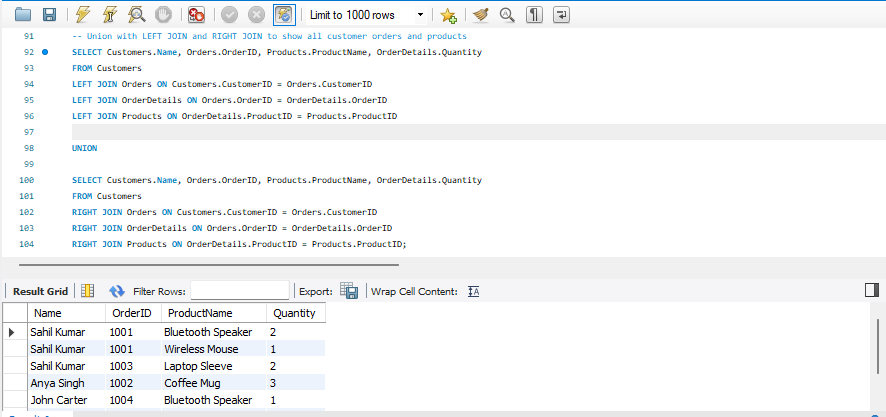 Limit to 1000 rows
91 -- Union with LEFT JOIN and RIGHT JOIN to show all customer orders and products
92 SELECT Customers.Name, Orders.OrderID, Products.ProductName, OrderDetails.Quantity
93 FROM Customers
94 LEFT JOIN Orders ON Customers.CustomerID = Orders.CustomerID
95 LEFT JOIN OrderDetails ON Orders.OrderID = OrderDetails.OrderID
96 LEFT JOIN Products ON OrderDetails.ProductID = Products.ProductID
97
98 UNION
99
100 SELECT Customers.Name, Orders.OrderID, Products.ProductName, OrderDetails.Quantity
101 FROM Customers
102 RIGHT JOIN Orders ON Customers.CustomerID = Orders.CustomerID
103 RIGHT JOIN OrderDetails ON Orders.OrderID = OrderDetails.OrderID
104 RIGHT JOIN Products ON OrderDetails.ProductID = Products.ProductID;
Result Grid Filter Rows: Export: Wrap Cell Content:
Name OrderID ProductName Quantity
Sahil Kumar 1001 Bluetooth Speaker 2
Sahil Kumar 1001 Wireless Mouse 1
Sahil Kumar 1003 Laptop Sleeve 2
Anya Singh 1002 Coffee Mug 3
John Carter 1004 Bluetooth Speaker 1